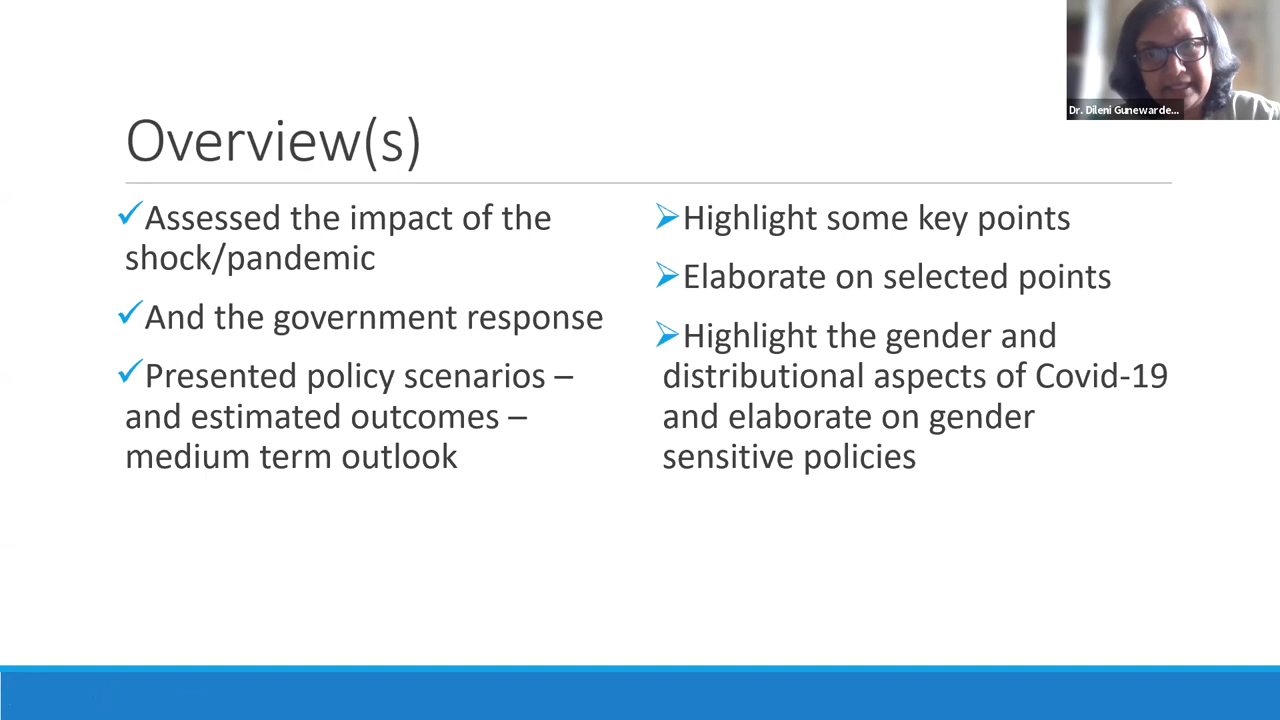 Dr. Dileni Gunewarde...
Overview(s)
Assessed the impact of the
shock/pandemic
And the government response
Presented policy scenarios –
and estimated outcomes –
medium term outlook
Highlight some key points
Elaborate on selected points
Highlight the gender and
distributional aspects of Covid-19
and elaborate on gender
sensitive policies